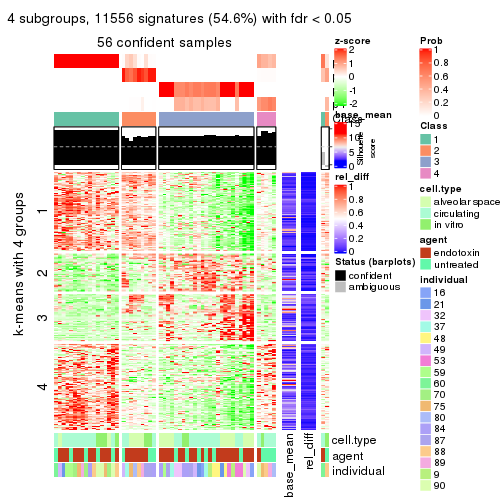 4 subgroups, 11556 signatures (54.6%) with fdr < 0.05
56 confident samples
k-means with 4 groups
1
2
3
4
Silhouette
score
base_mean
rel_diff
cell.type
agent
individual
z-score
2
1
0
-1
-2
base_mean
15
10
5
0
rel_diff
1
0.8
0.6
0.4
0.2
0
Status (barplots)
confident
ambiguous
Prob
1
0.8
0.6
0.4
0.2
0
Class
1
2
3
4
cell.type
alveolar space
circulating
in vitro
agent
endotoxin
untreated
individual
16
21
32
37
48
49
53
59
60
70
75
80
84
87
88
89
9
90